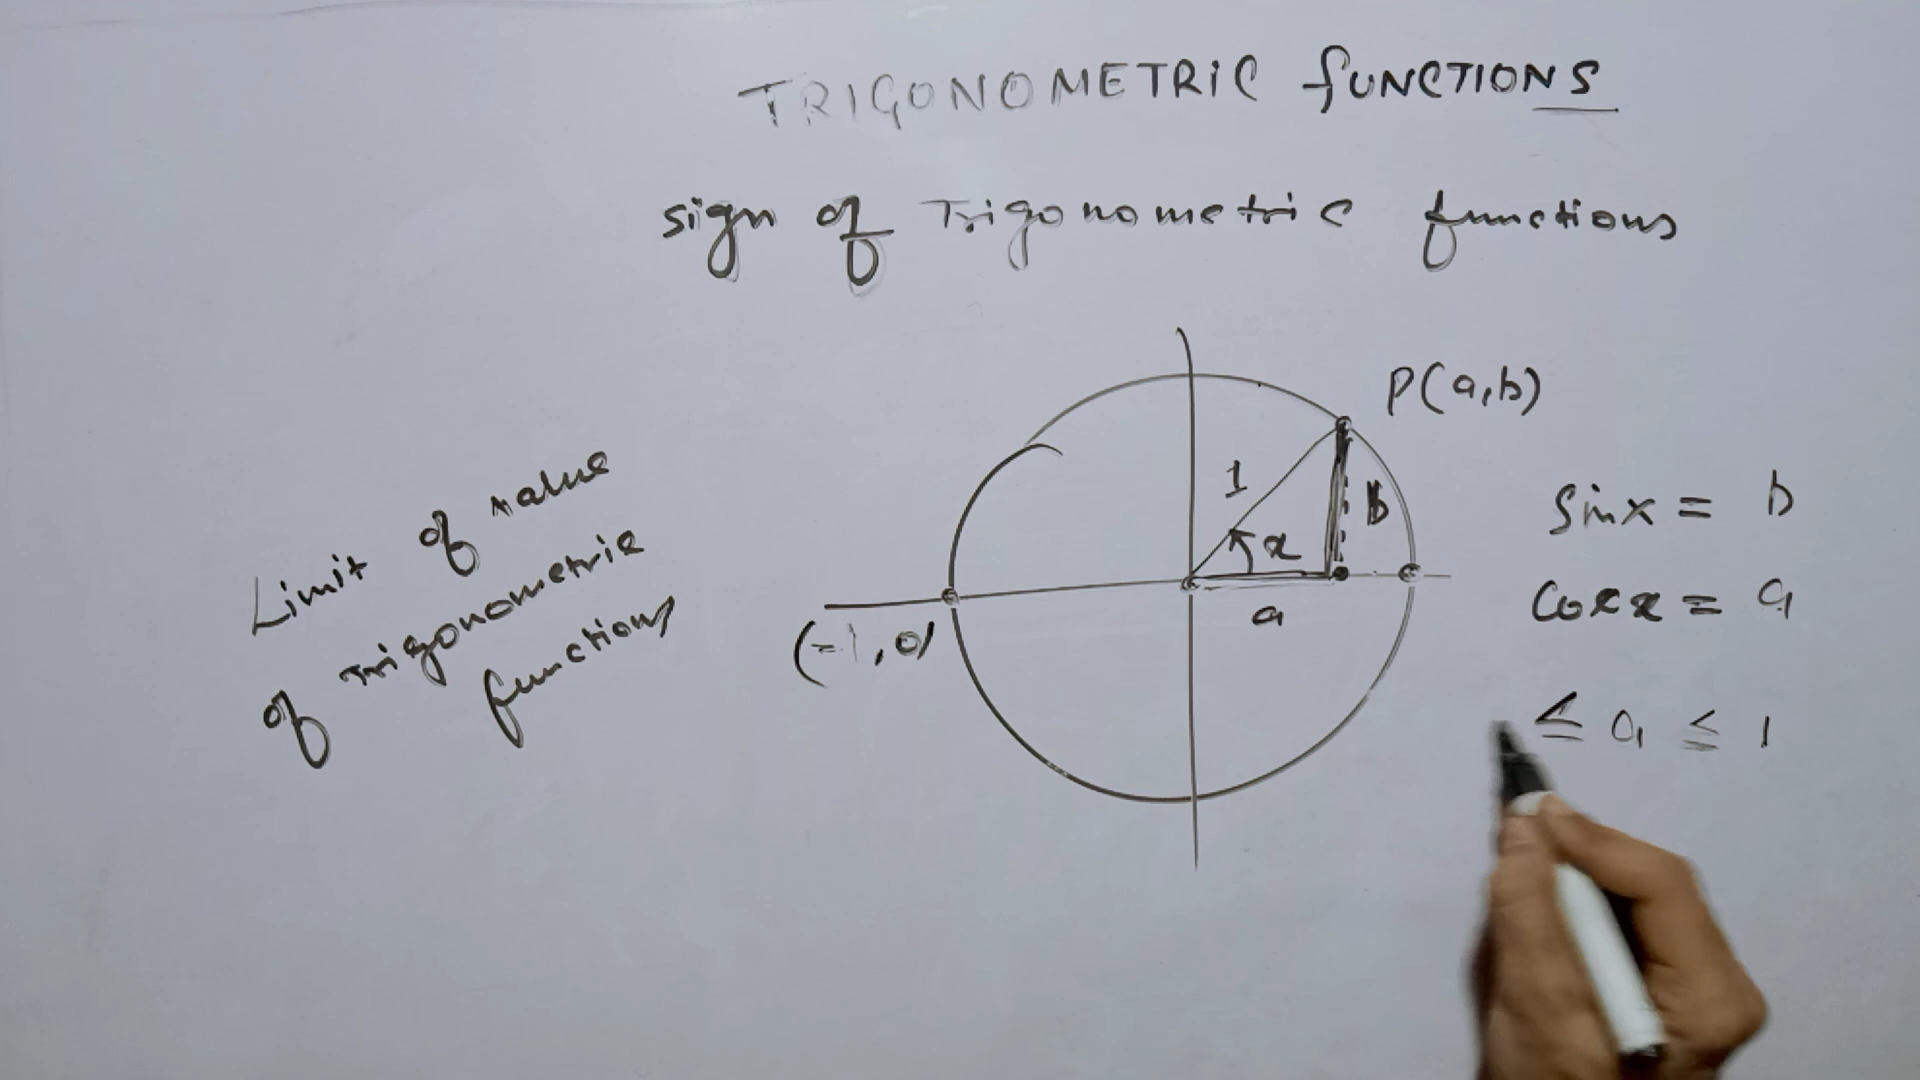 TRIGONOMETRIC FUNCTIONS
sign of Trigonometric functions
P(a,b)
1
b
x
a
(-1,0)
Limit of value
of Trigonometric
functions
Sinx = b
Cosx = a
≤ a ≤ 1